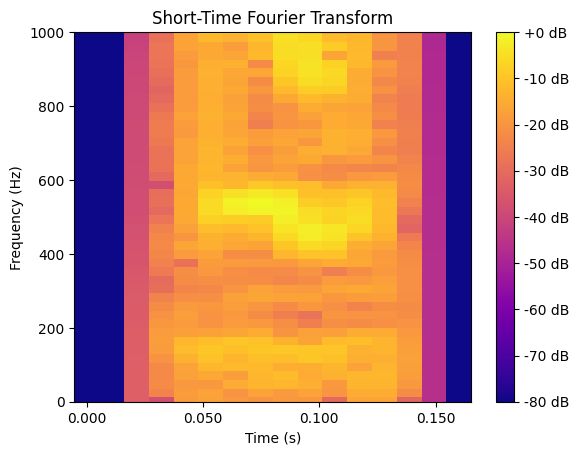 Short-Time Fourier Transform
1000
800
600
400
200
0
Frequency (Hz)
0.000
0.050
0.100
0.150
Time (s)
+0 dB
-10 dB
-20 dB
-30 dB
-40 dB
-50 dB
-60 dB
-70 dB
-80 dB